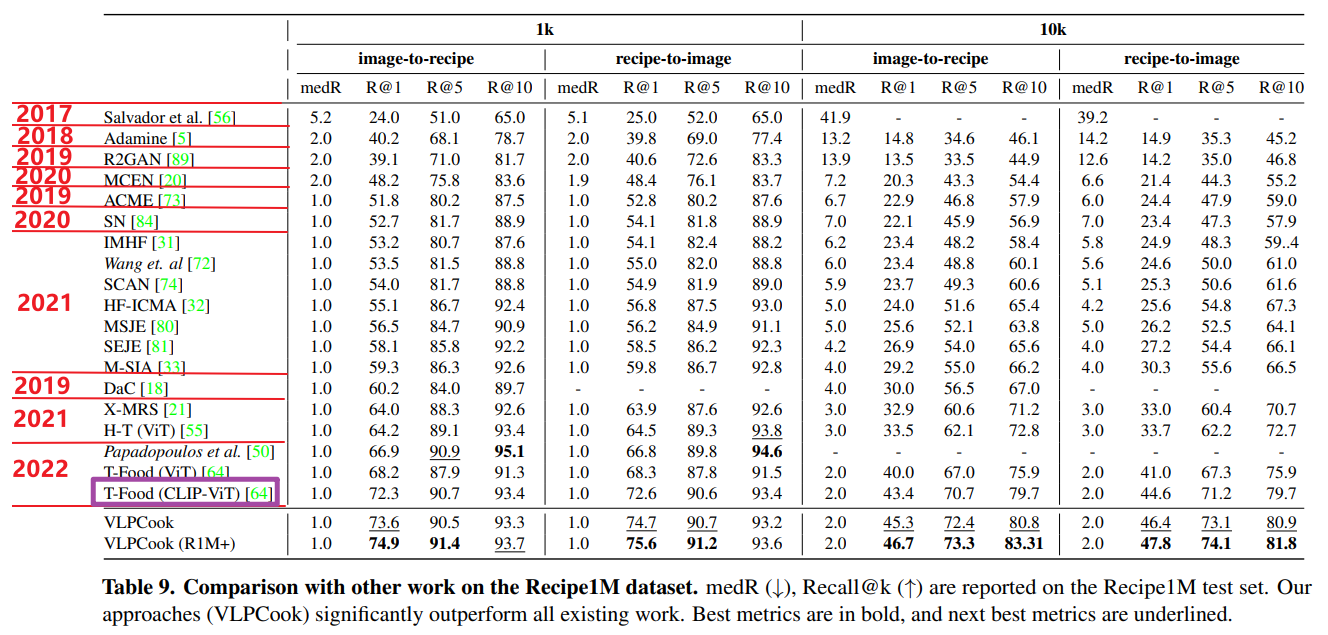 1k 10k
image-to-recipe recipe-to-image image-to-recipe recipe-to-image
medR R@1 R@5 R@10 medR R@1 R@5 R@10 medR R@1 R@5 R@10 medR R@1 R@5 R@10
2017 Salvador et al. [56] 5.2 24.0 51.0 65.0 5.1 25.0 52.0 65.0 41.9 - - - 39.2 - - -
2018 Adamine [5] 2.0 40.2 68.1 78.7 2.0 39.8 69.0 77.4 13.2 14.8 34.6 46.1 14.2 14.9 35.3 45.2
2019 R2GAN [89] 2.0 39.1 71.0 81.7 2.0 40.6 72.6 83.3 13.9 13.5 33.5 44.9 12.6 14.2 35.0 46.8
2020 MCEN [20] 2.0 48.2 75.8 83.6 1.9 48.4 76.1 83.7 7.2 20.3 43.3 54.4 6.6 21.4 44.3 55.2
2019 ACME [73] 1.0 51.8 80.2 87.5 1.0 52.8 80.2 87.6 6.7 22.9 46.8 57.9 6.0 24.4 47.9 59.0
2020 SN [84] 1.0 52.7 81.7 88.9 1.0 54.1 81.8 88.9 7.0 22.1 45.9 56.9 7.0 23.4 47.3 57.9
IMHF [31] 1.0 53.2 80.7 87.6 1.0 54.1 82.4 88.2 6.2 23.4 48.2 58.4 5.8 24.9 48.3 59..4
Wang et. al [72] 1.0 53.5 81.5 88.8 1.0 55.0 82.0 88.8 6.0 23.4 48.8 60.1 5.6 24.6 50.0 61.0
SCAN [74] 1.0 54.0 81.7 88.8 1.0 54.9 81.9 89.0 5.9 23.7 49.3 60.6 5.1 25.3 50.6 61.6
2021 HF-ICMA [32] 1.0 55.1 86.7 92.4 1.0 56.8 87.5 93.0 5.0 24.0 51.6 65.4 4.2 25.6 54.8 67.3
MSJE [80] 1.0 56.5 84.7 90.9 1.0 56.2 84.9 91.1 5.0 25.6 52.1 63.8 5.0 26.2 52.5 64.1
SEJE [81] 1.0 58.1 85.8 92.2 1.0 58.5 86.2 92.3 4.2 26.9 54.0 65.6 4.0 27.2 54.4 66.1
M-SIA [33] 1.0 59.3 86.3 92.6 1.0 59.8 86.7 92.8 4.0 29.2 55.0 66.2 4.0 30.3 55.6 66.5
2019 DaC [18] 1.0 60.2 84.0 89.7 - - - - 4.0 30.0 56.5 67.0 - - - -
2021 X-MRS [21] 1.0 64.0 88.3 92.6 1.0 63.9 87.6 92.6 3.0 32.9 60.6 71.2 3.0 33.0 60.4 70.7
H-T (ViT) [55] 1.0 64.2 89.1 93.4 1.0 64.5 89.3 93.8 3.0 33.5 62.1 72.8 3.0 33.7 62.2 72.7
Papadopoulos et al. [50] 1.0 66.9 90.9 95.1 1.0 66.8 89.8 94.6 - - - - - - - -
2022 T-Food (ViT) [64] 1.0 68.2 87.9 91.3 1.0 68.3 87.8 91.5 2.0 40.0 67.0 75.9 2.0 41.0 67.3 75.9
T-Food (CLIP-ViT) [64] 1.0 72.3 90.7 93.4 1.0 72.6 90.6 93.4 2.0 43.4 70.7 79.7 2.0 44.6 71.2 79.7
VLPCook 1.0 73.6 90.5 93.3 1.0 74.7 90.7 93.2 2.0 45.3 72.4 80.8 2.0 46.4 73.1 80.9
VLPCook (R1M+) 1.0 74.9 91.4 93.7 1.0 75.6 91.2 93.6 2.0 46.7 73.3 83.31 2.0 47.8 74.1 81.8
Table 9. Comparison with other work on the Recipe1M dataset. medR (↓), Recall@k (↑) are reported on the Recipe1M test set. Our
approaches (VLPCook) significantly outperform all existing work. Best metrics are in bold, and next best metrics are underlined.